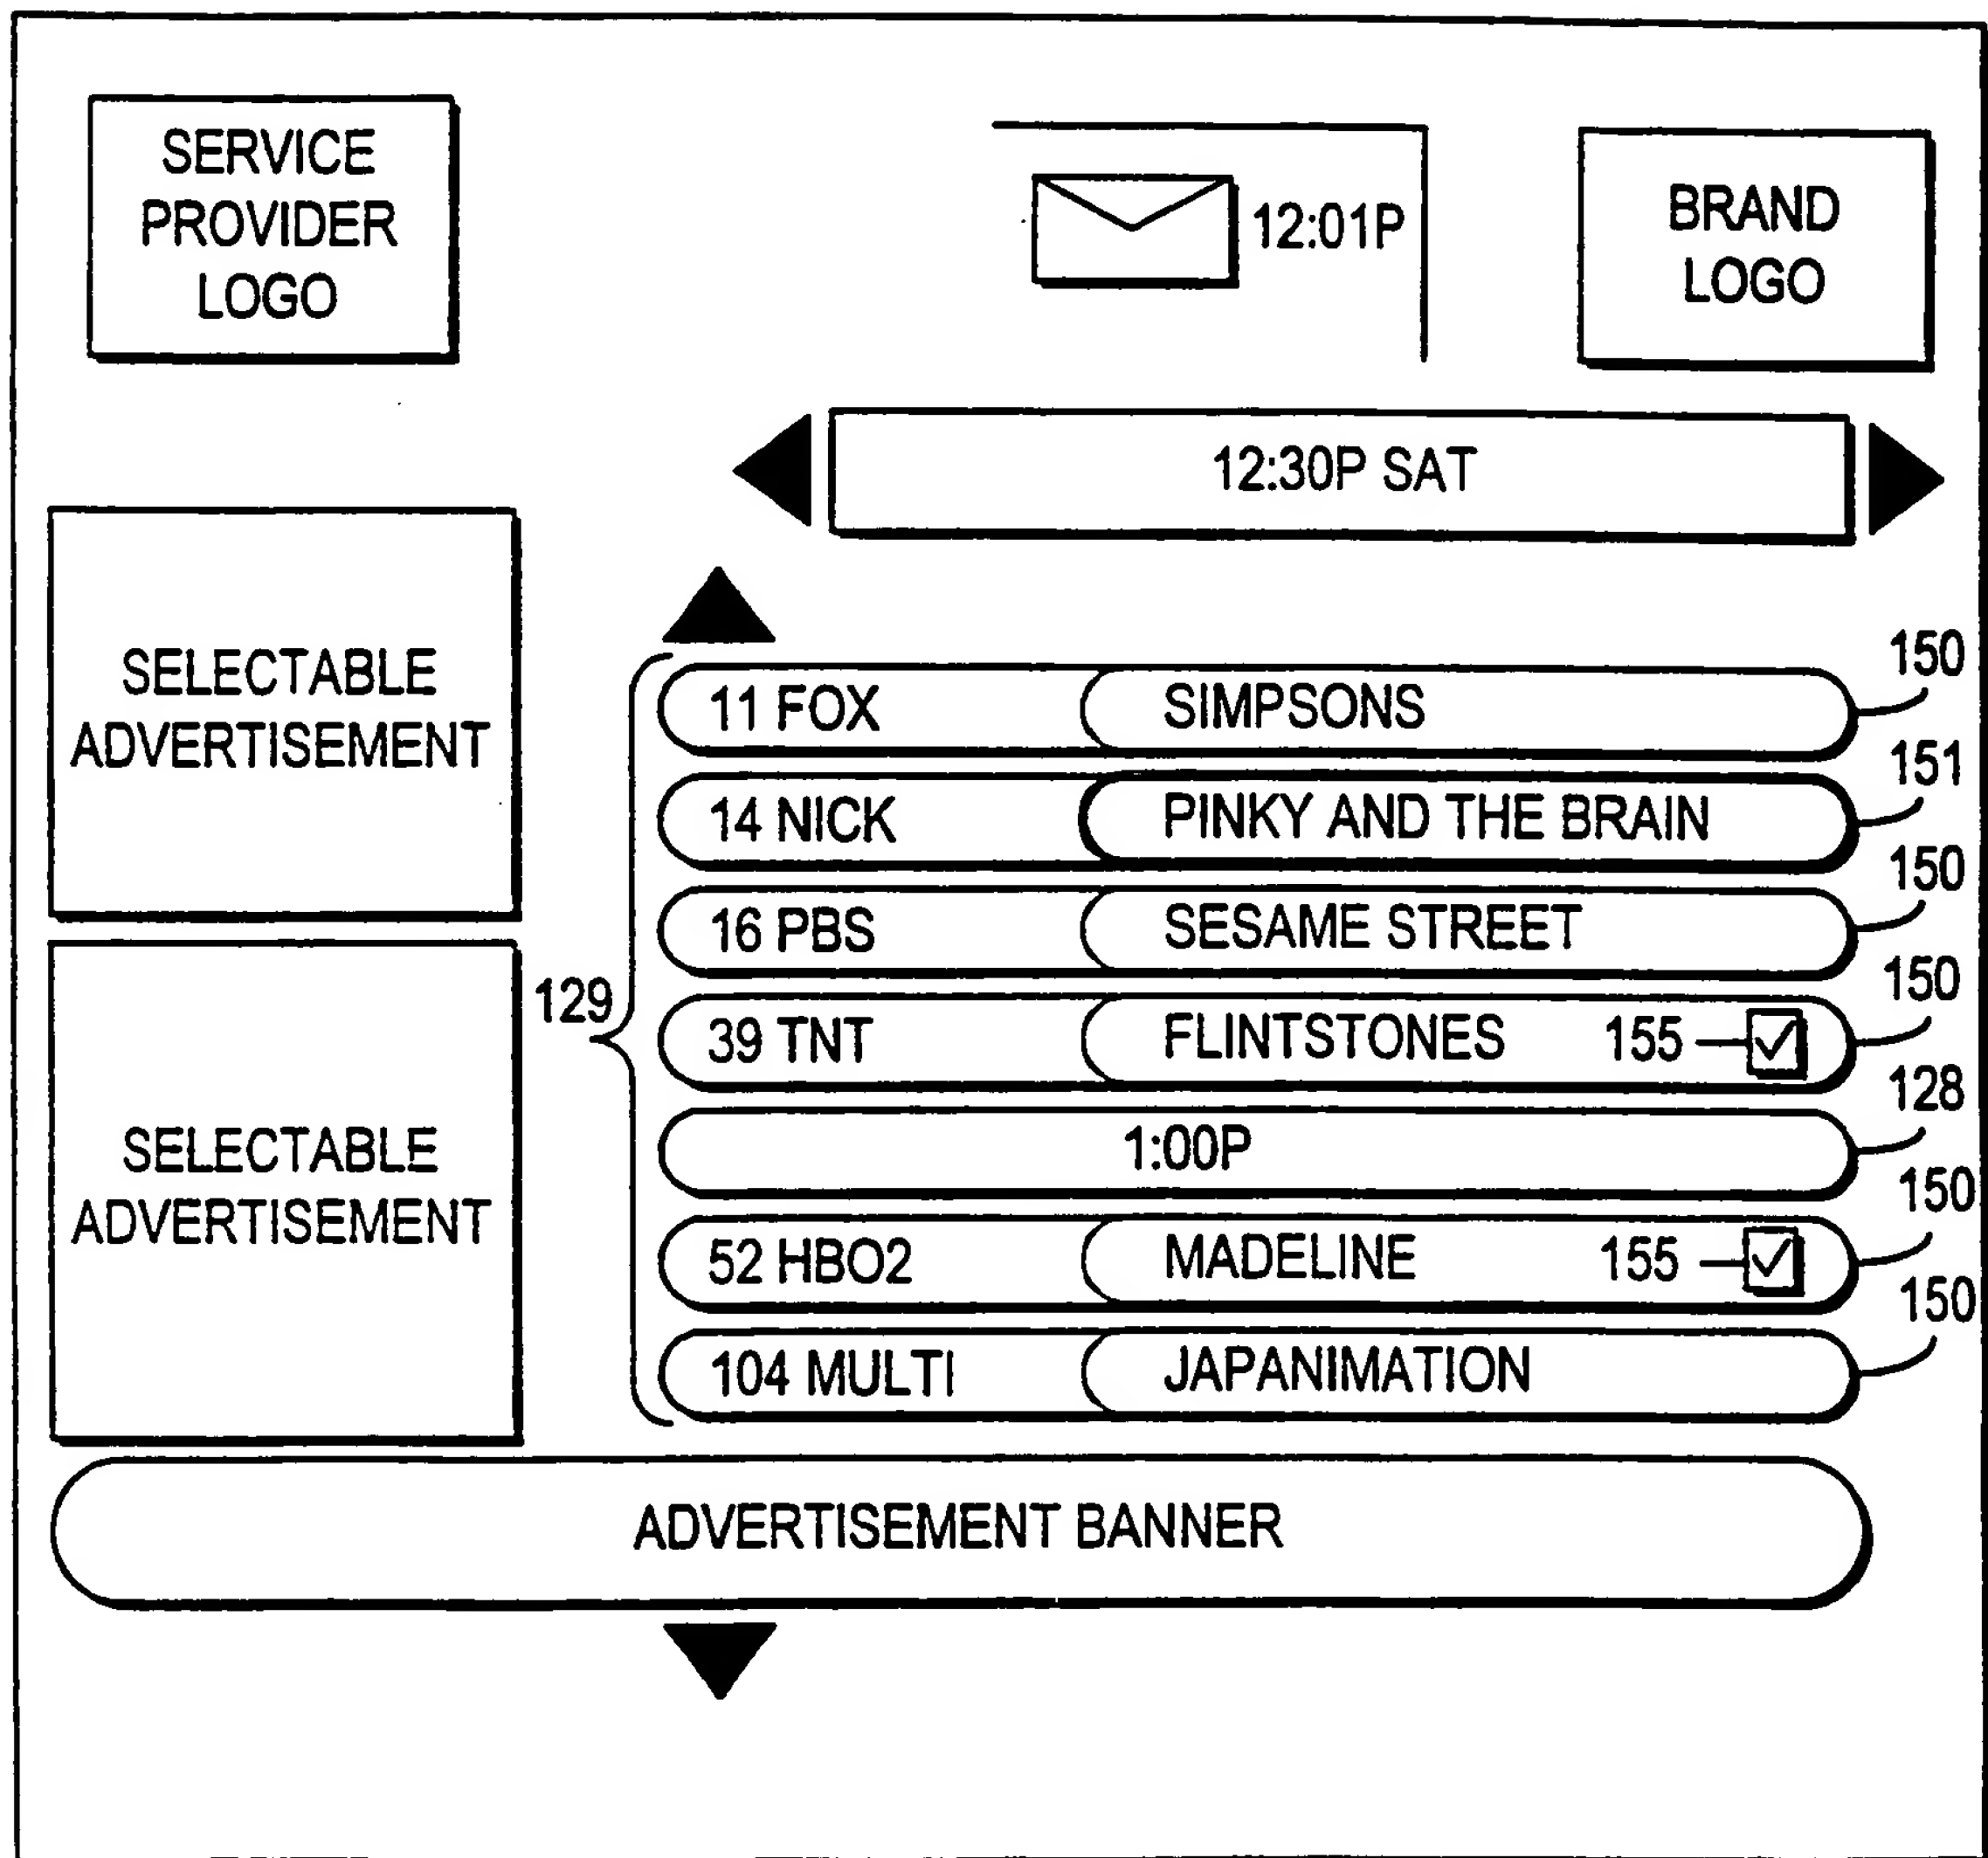 SERVICE
PROVIDER
LOGO
12:01P
BRAND
LOGO
12:30P SAT
SELECTABLE
ADVERTISEMENT
SELECTABLE
ADVERTISEMENT
129
11 FOX SIMPSONS 150
14 NICK PINKY AND THE BRAIN 151
16 PBS SESAME STREET 150
39 TNT FLINTSTONES 155 150
1:00P 128
52 HBO2 MADELINE 155 150
104 MULTI JAPANIMATION 150
ADVERTISEMENT BANNER